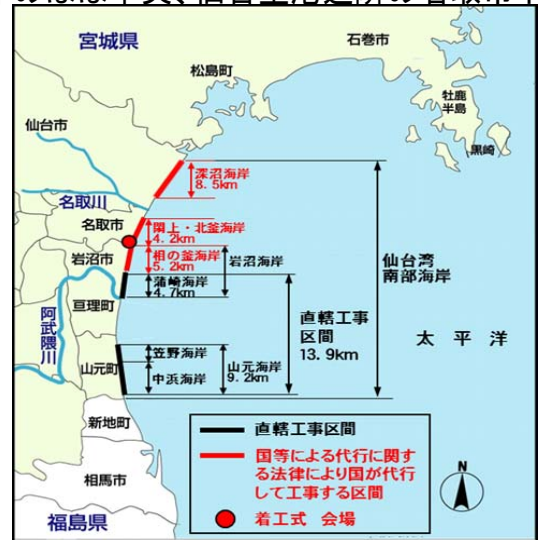 宮城県
石巻市
松島町
牡鹿
半島
黒崎
仙台市
深沼海岸
8.5km
名取川
名取市
閖上・北釜海岸
4.2km
岩沼市
相の釜海岸
5.2km
岩沼海岸
仙台湾
南部海岸
蒲崎海岸
4.7km
亘理町
直轄工事
区間
13.9km
太平洋
阿武隈川
笠野海岸
山元海岸
9.2km
山元町
中浜海岸
新地町
直轄工事区間
国等による代行に関す
る法律により国が代行
して工事する区間
相馬市
N
着工式 会場
福島県